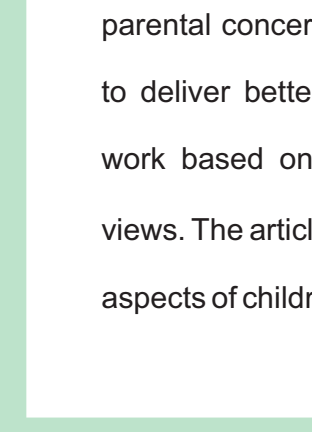 parental concer
to deliver bette
work based on
views. The articl
aspects of childr